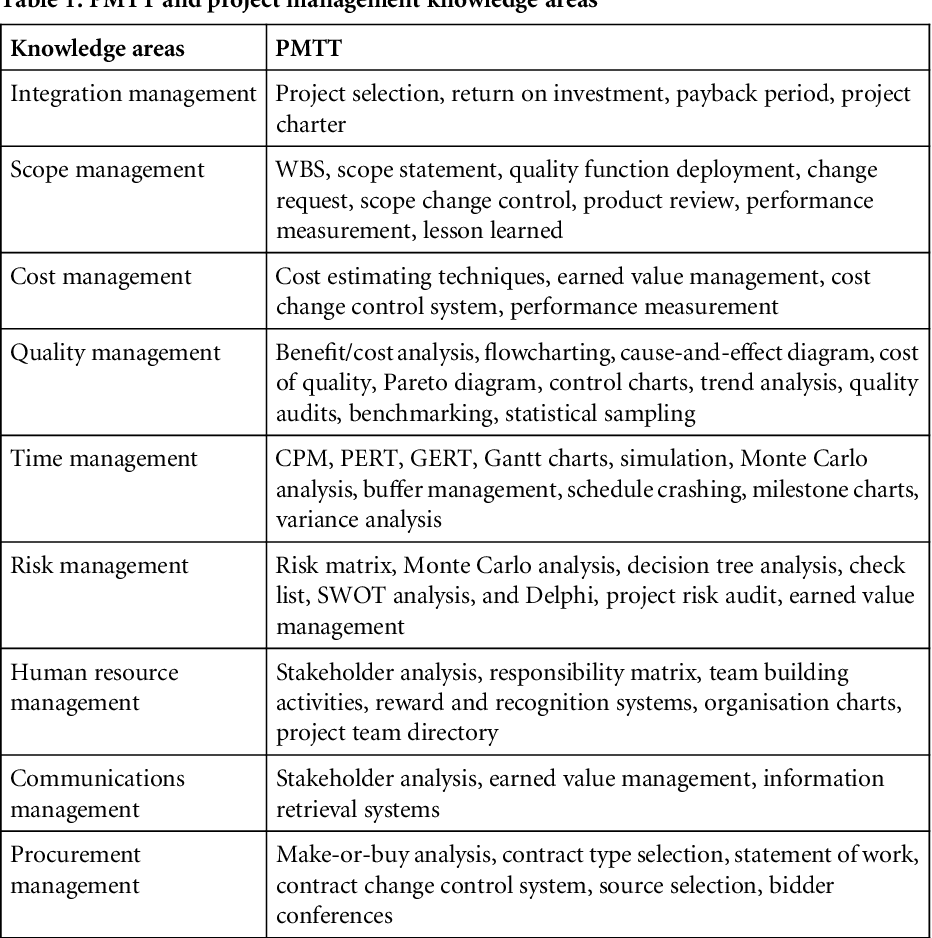 Table 1: PMTT and project management knowledge areas
Knowledge areas PMTT
Integration management Project selection, return on investment, payback period, project
charter
Scope management WBS, scope statement, quality function deployment, change
request, scope change control, product review, performance
measurement, lesson learned
Cost management Cost estimating techniques, earned value management, cost
change control system, performance measurement
Quality management Benefit/cost analysis, flowcharting, cause-and-effect diagram, cost
of quality, Pareto diagram, control charts, trend analysis, quality
audits, benchmarking, statistical sampling
Time management CPM, PERT, GERT, Gantt charts, simulation, Monte Carlo
analysis, buffer management, schedule crashing, milestone charts,
variance analysis
Risk management Risk matrix, Monte Carlo analysis, decision tree analysis, check
list, SWOT analysis, and Delphi, project risk audit, earned value
management
Human resource Stakeholder analysis, responsibility matrix, team building
management activities, reward and recognition systems, organisation charts,
project team directory
Communications Stakeholder analysis, earned value management, information
management retrieval systems
Procurement Make-or-buy analysis, contract type selection, statement of work,
management contract change control system, source selection, bidder
conferences